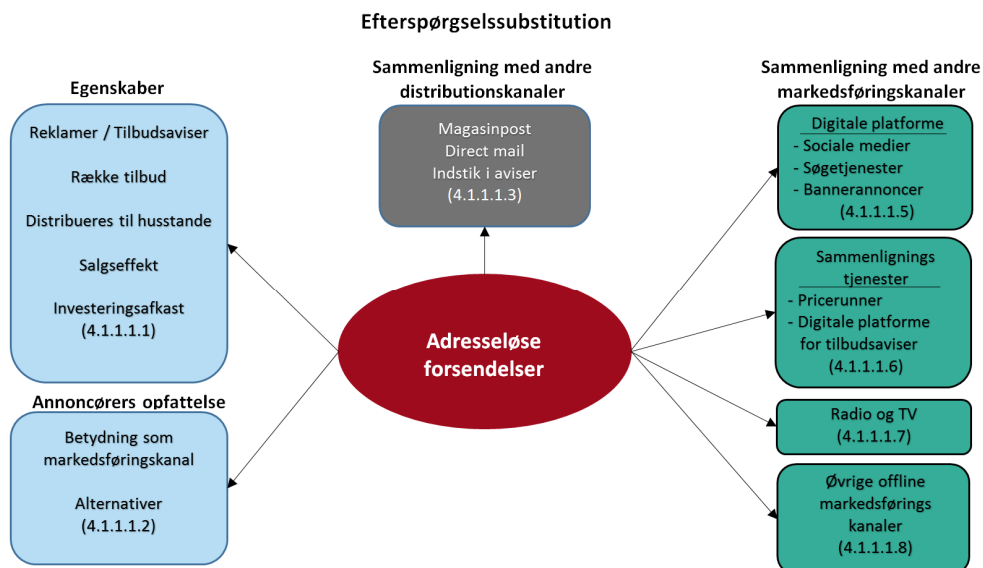 Efterspørgselssubstitution
Egenskaber
Reklamer / Tilbudsaviser
Række tilbud
Distribueres til husstande
Salgseffekt
Investeringsafkast
(4.1.1.1.1)
Annoncørers opfattelse
Betydning som
markedsføringskanal
Alternativer
(4.1.1.1.2)
Sammenligning med andre
distributionskanaler
Magasinpost
Direct mail
Indstik i aviser
(4.1.1.1.3)
Adresseløse
forsendelser
Sammenligning med andre
markedsføringskanaler
Digitale platforme
- Sociale medier
- Søgetjenester
- Bannerannoncer
(4.1.1.1.5)
Sammenlignings
tjenester
- Pricerunner
- Digitale platforme
for tilbudsaviser
(4.1.1.1.6)
Radio og TV
(4.1.1.1.7)
Øvrige offline
markedsførings
kanaler
(4.1.1.1.8)